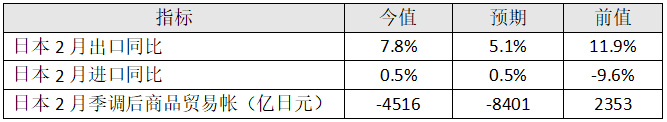 指标 今值 预期 前值
日本 2 月出口同比 7.8% 5.1% 11.9%
日本 2 月进口同比 0.5% 0.5% -9.6%
日本 2 月季调后商品贸易帐（亿日元） -4516 -8401 2353